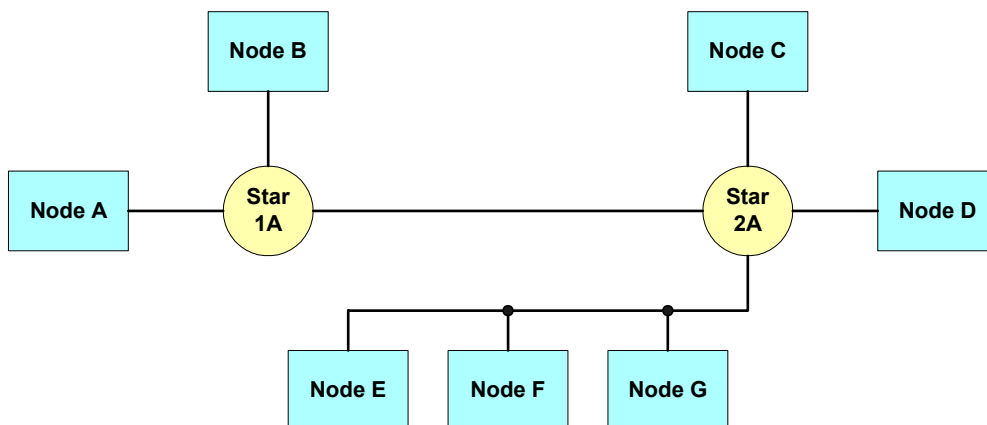 Node B
Node C
Node A
Star
1A
Star
2A
Node D
Node E
Node F
Node G